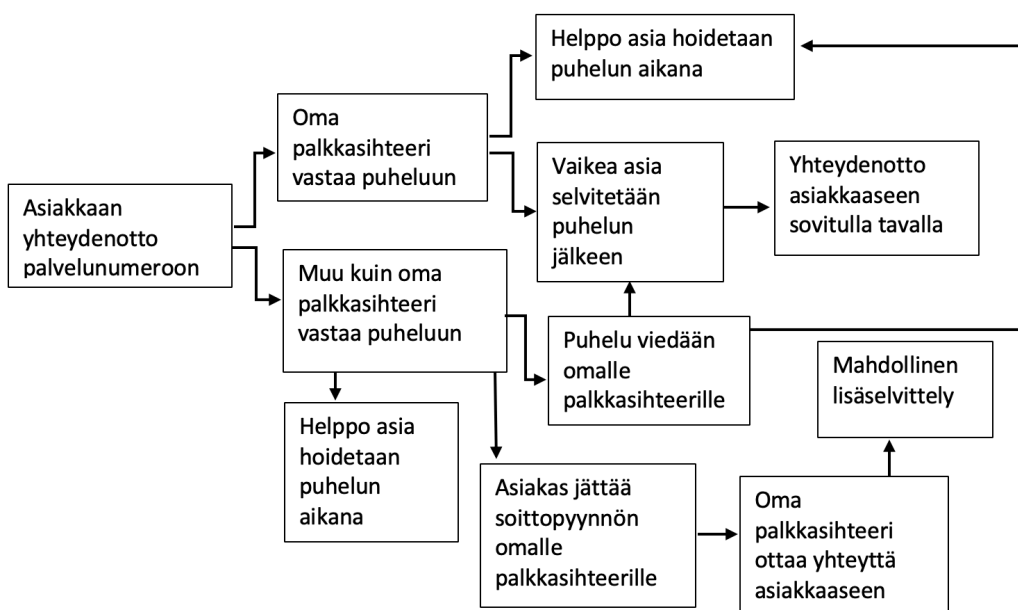 Helppo asia hoidetaan
puhelun aikana
Oma
palkkasihteeri
vastaa puheluun
Vaikea asia
selvitetään
puhelun
jälkeen
Yhteydenotto
asiakkaaseen
sovitulla tavalla
Asiakkaan
yhteydenotto
palvelunumeroon
Muu kuin oma
palkkasihteeri
vastaa puheluun
Puhelu viedään
omalle
palkkasihteerille
Mahdollinen
lisäselvittely
Helppo asia
hoidetaan
puhelun
aikana
Asiakas jättää
soittopyynnön
omalle
palkkasihteerille
Oma
palkkasihteeri
ottaa yhteyttä
asiakkaaseen